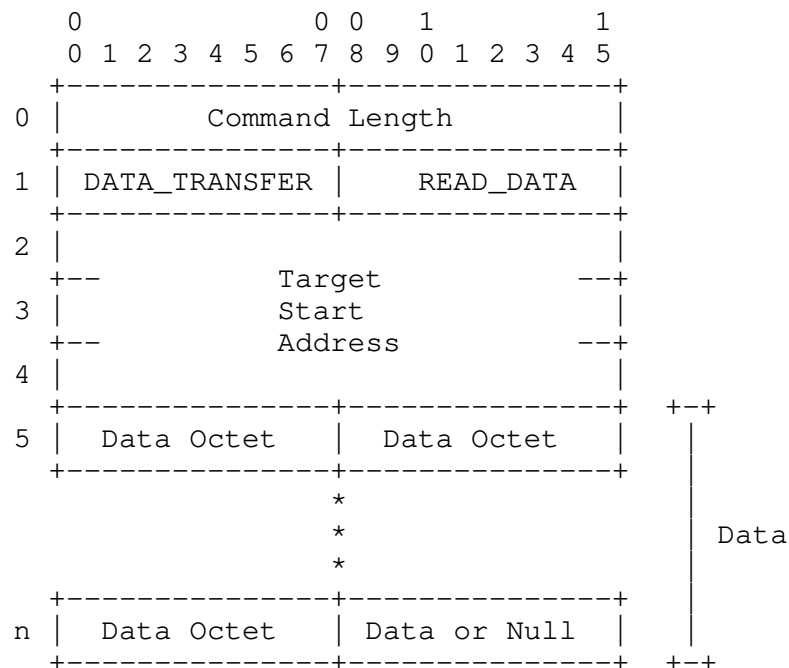 0 0 0 1 1
0 1 2 3 4 5 6 7 8 9 0 1 2 3 4 5
+---------------+---------------+
0 | Command Length |
+---------------+---------------+
1 | DATA_TRANSFER | READ_DATA |
+---------------+---------------+
2 | |
+-- Target --+
3 | Start |
+-- Address --+
4 | |
+---------------+---------------+ +-+
5 | Data Octet | Data Octet | |
+---------------+---------------+ |
* |
* | Data
* |
+---------------+---------------+ |
n | Data Octet | Data or Null | |
+---------------+---------------+ +-+